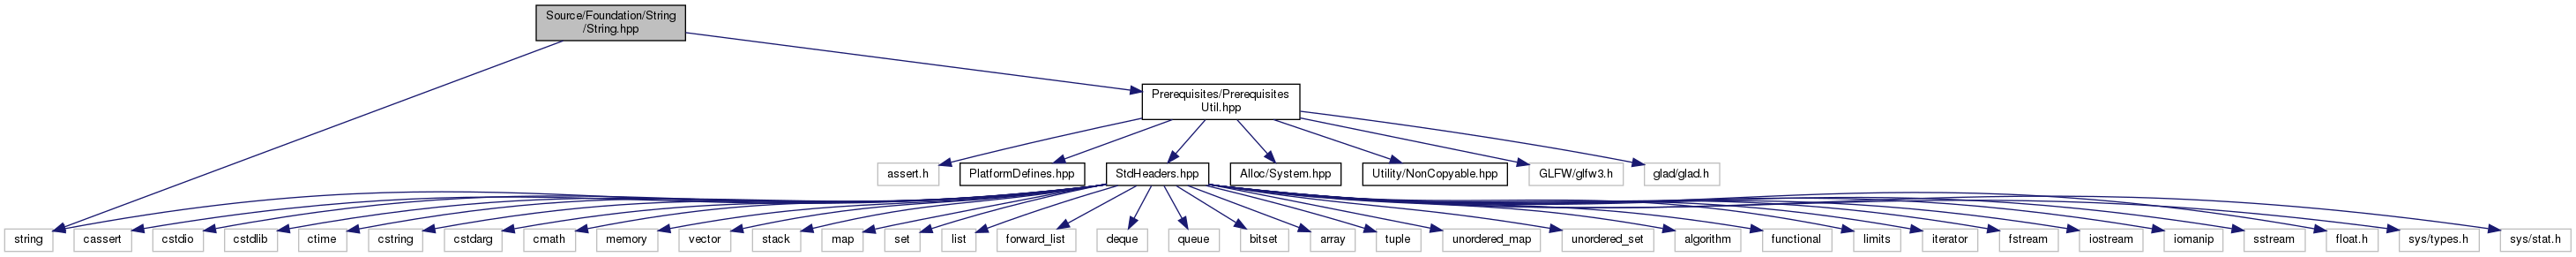 Source/Foundation/String
/String.hpp
Prerequisites/Prerequisites
Util.hpp
assert.h
PlatformDefines.hpp
StdHeaders.hpp
Alloc/System.hpp
Utility/NonCopyable.hpp
GLFW/glfw3.h
glad/glad.h
string
cassert
cstdio
cstdlib
ctime
cstring
cstdarg
cmath
memory
vector
stack
map
set
list
forward_list
deque
queue
bitset
array
tuple
unordered_map
unordered_set
algorithm
functional
limits
iterator
fstream
iostream
iomanip
sstream
float.h
sys/types.h
sys/stat.h